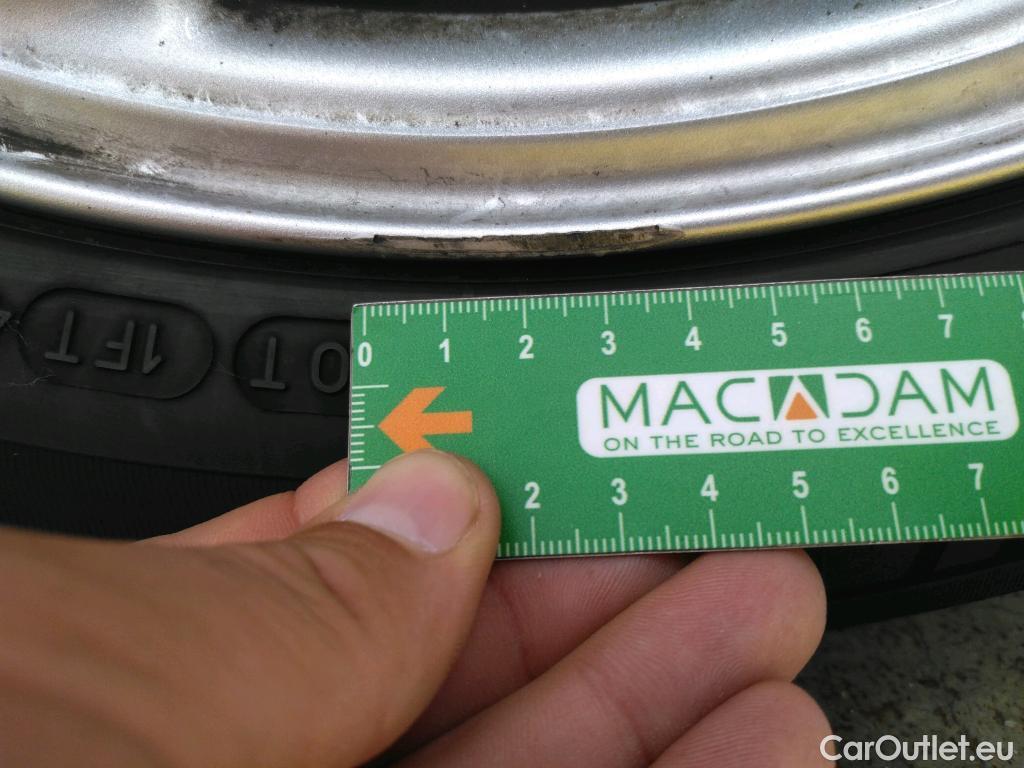 1FT
OT
0 1 2 3 4 5 6 7
MACADAM
ON THE ROAD TO EXCELLENCE
2 3 4 5 6 7
CarOutlet.eu